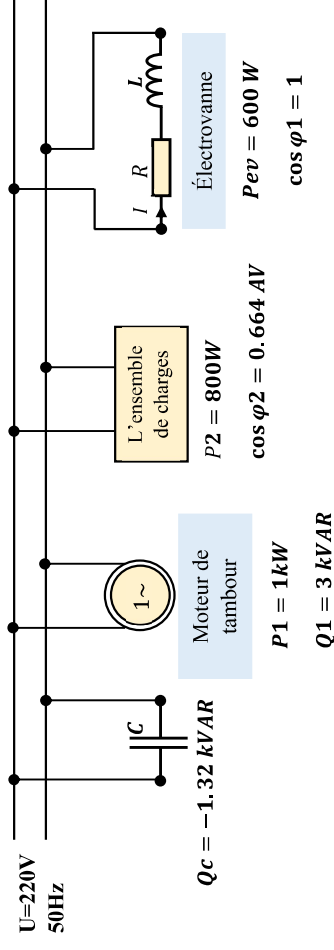 U=220V
50Hz
C
Qc = −1.32 kVAR
1~
Moteur de
tambour
P1 = 1kW
Q1 = 3 kVAR
L'ensemble
de charges
P2 = 800W
cos φ2 = 0.664 AV
I
R
L
Électrovanne
Pev = 600 W
cos φ1 = 1